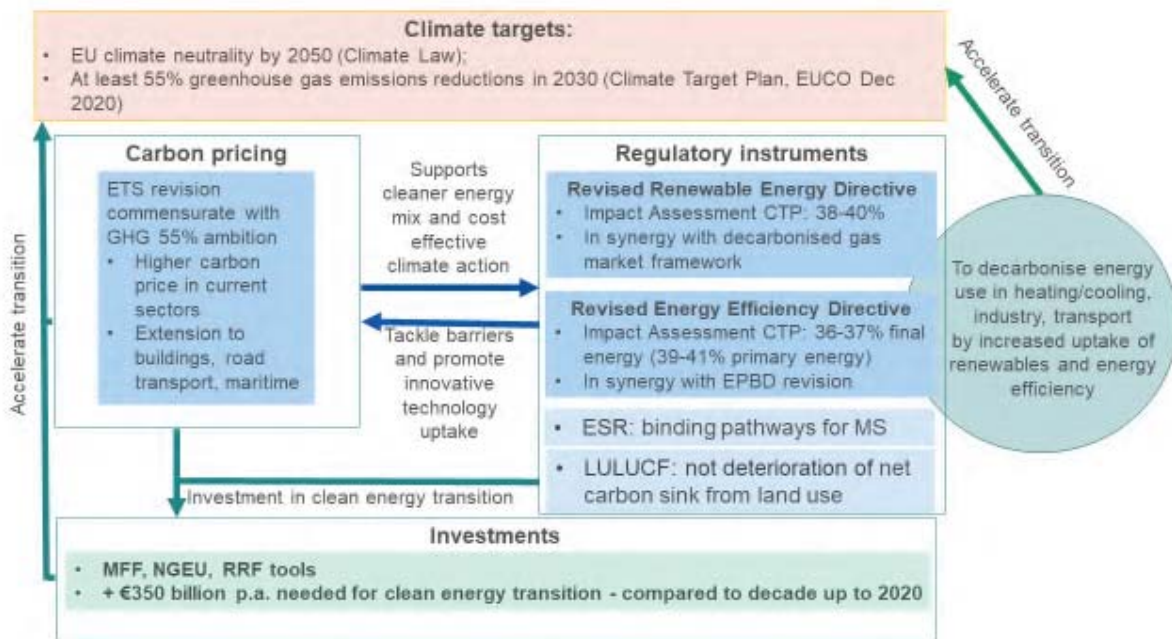 Climate targets:
• EU climate neutrality by 2050 (Climate Law);
• At least 55% greenhouse gas emissions reductions in 2030 (Climate Target Plan, EUCO Dec
2020)
Accelerate transition
Accelerate transition
Carbon pricing
ETS revision
commensurate with
GHG 55% ambition
• Higher carbon
price in current
sectors
• Extension to
buildings, road
transport, maritime
Supports
cleaner energy
mix and cost
effective
climate action
Tackle barriers
and promote
innovative
technology
uptake
Regulatory instruments
Revised Renewable Energy Directive
• Impact Assessment CTP: 38-40%
• In synergy with decarbonised gas
market framework
Revised Energy Efficiency Directive
• Impact Assessment CTP: 36-37% final
energy (39-41% primary energy)
• In synergy with EPBD revision
• ESR: binding pathways for MS
• LULUCF: not deterioration of net
carbon sink from land use
To decarbonise energy
use in heating/cooling,
industry, transport
by increased uptake of
renewables and energy
efficiency
Investment in clean energy transition
Investments
• MFF, NGEU, RRF tools
• + €350 billion p.a. needed for clean energy transition - compared to decade up to 2020